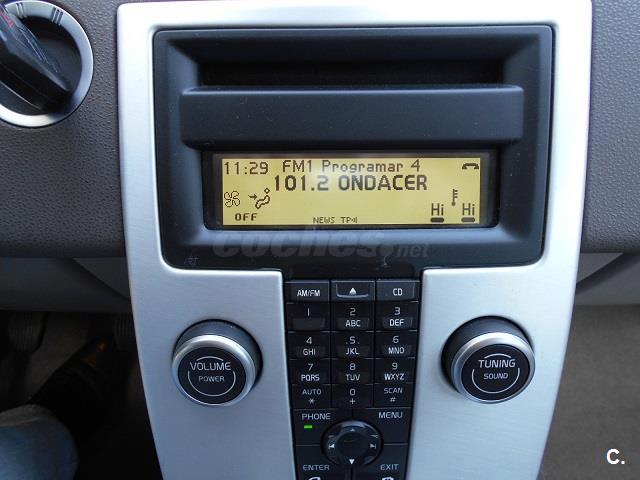 11:29 FM1 Programar 4
101.2 ONDACER
OFF
NEWS TP
Hi Hi
coches.net
AM/FM
CD
1
2 ABC
3 DEF
4 GHI
5 JKL
6 MNO
7 PQRS
8 TUV
9 WXYZ
AUTO *
0 +
SCAN #
PHONE
MENU
ENTER
EXIT
VOLUME
POWER
TUNING
SOUND
C.